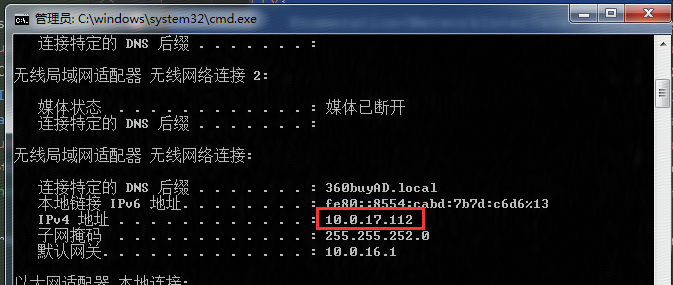 管理员: C:\windows\system32\cmd.exe
连接特定的 DNS 后缀 . . . . . . . :
无线局域网适配器 无线网络连接 2:
媒体状态 . . . . . . . . . . . . : 媒体已断开
连接特定的 DNS 后缀 . . . . . . . :
无线局域网适配器 无线网络连接:
连接特定的 DNS 后缀 . . . . . . . : 360buyAD.local
本地链接 IPv6 地址. . . . . . . . : fe80::8554:cabd:7b7d:c6d6%13
IPv4 地址 . . . . . . . . . . . . : 10.0.17.112
子网掩码 . . . . . . . . . . . . : 255.255.252.0
默认网关. . . . . . . . . . . . . : 10.0.16.1
以太网适配器 本地连接: